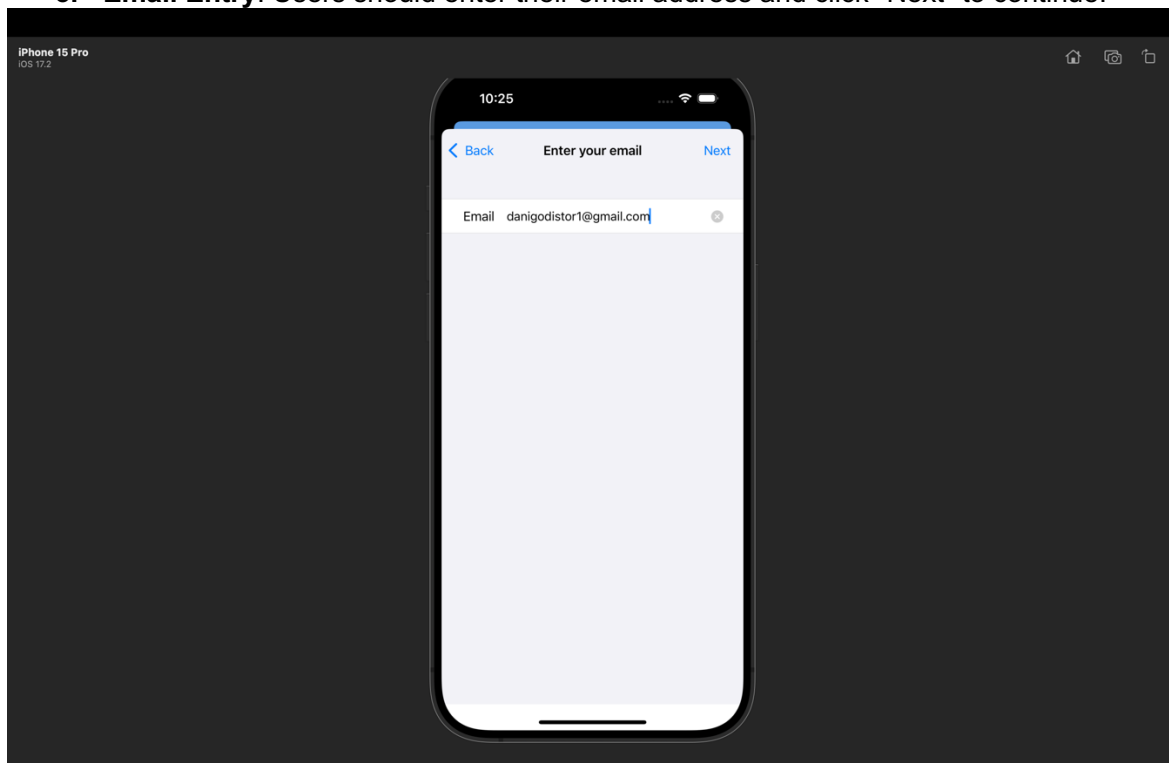 Email Entry: Users should enter their email address and click "Next" to continue.
iPhone 15 Pro
iOS 17.2
10:25
Back Enter your email Next
Email danigodistor1@gmail.com